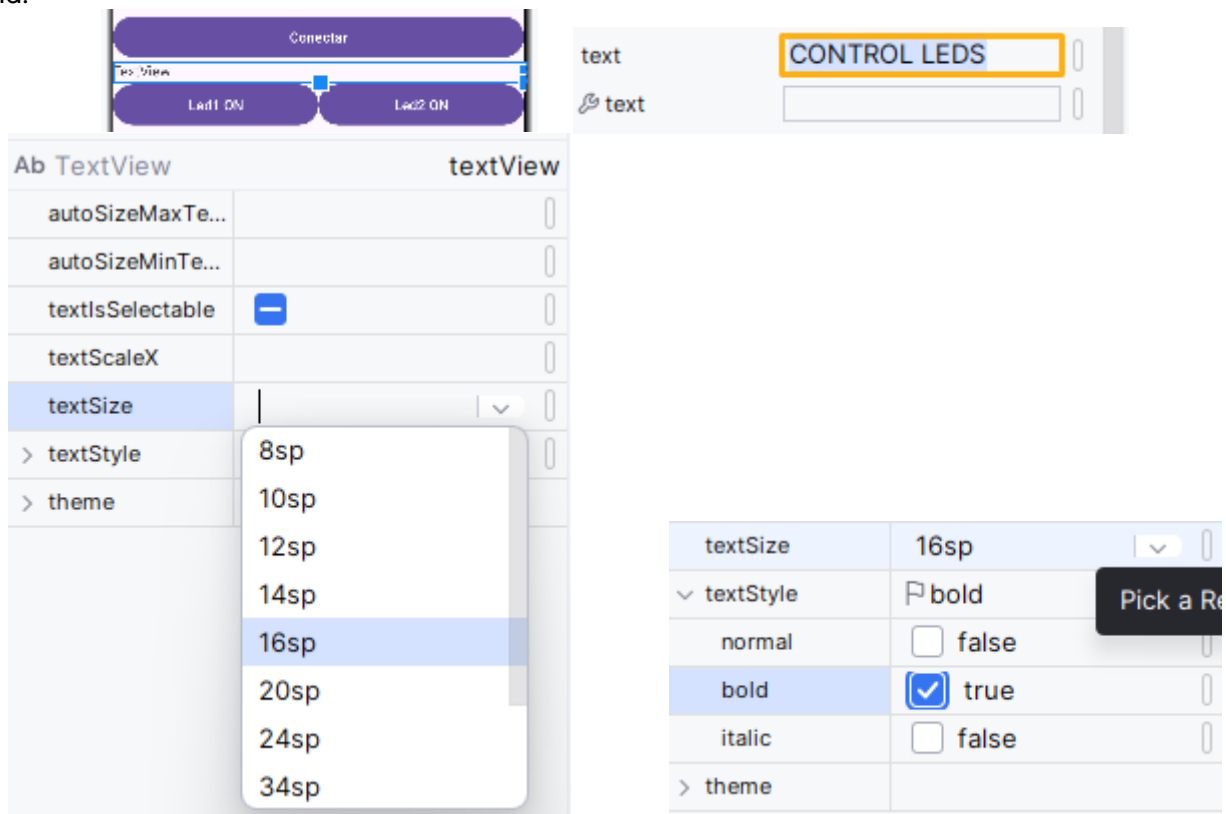 Conectar
TextView
Led1 ON
Led2 ON
text
CONTROL LEDS
text
Ab TextView
textView
autoSizeMaxTe...
autoSizeMinTe...
textIsSelectable
textScaleX
textSize
textStyle
theme
8sp
10sp
12sp
14sp
16sp
20sp
24sp
34sp
textSize
16sp
textStyle
bold
Pick a Re
normal
false
bold
true
italic
false
theme